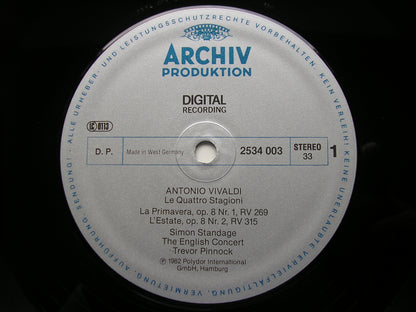 ALLE URHEBER- UND LEISTUNGSSCHUTZRECHTE VORBEHALTEN · KEIN VERLEIH! · KEINE UNERLAUBTE VERVIELFÄLTIGUNG, VERMIETUNG, AUFFÜHRUNG, SENDUNG! ·
ARCHIV
PRODUKTION
DIGITAL
RECORDING
LC 0113
D. P.
Made in West Germany
2534 003
STEREO
33
1
ANTONIO VIVALDI
Le Quattro Stagioni
La Primavera, op. 8 Nr. 1, RV 269
L'Estate, op. 8 Nr. 2, RV 315
Simon Standage
The English Concert
Trevor Pinnock
℗ 1982 Polydor International
GmbH, Hamburg